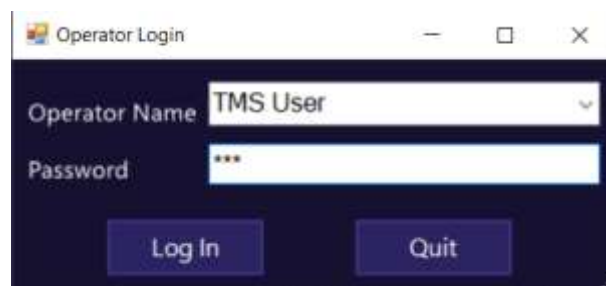 Operator Login
Operator Name TMS User
Password ***
Log In Quit